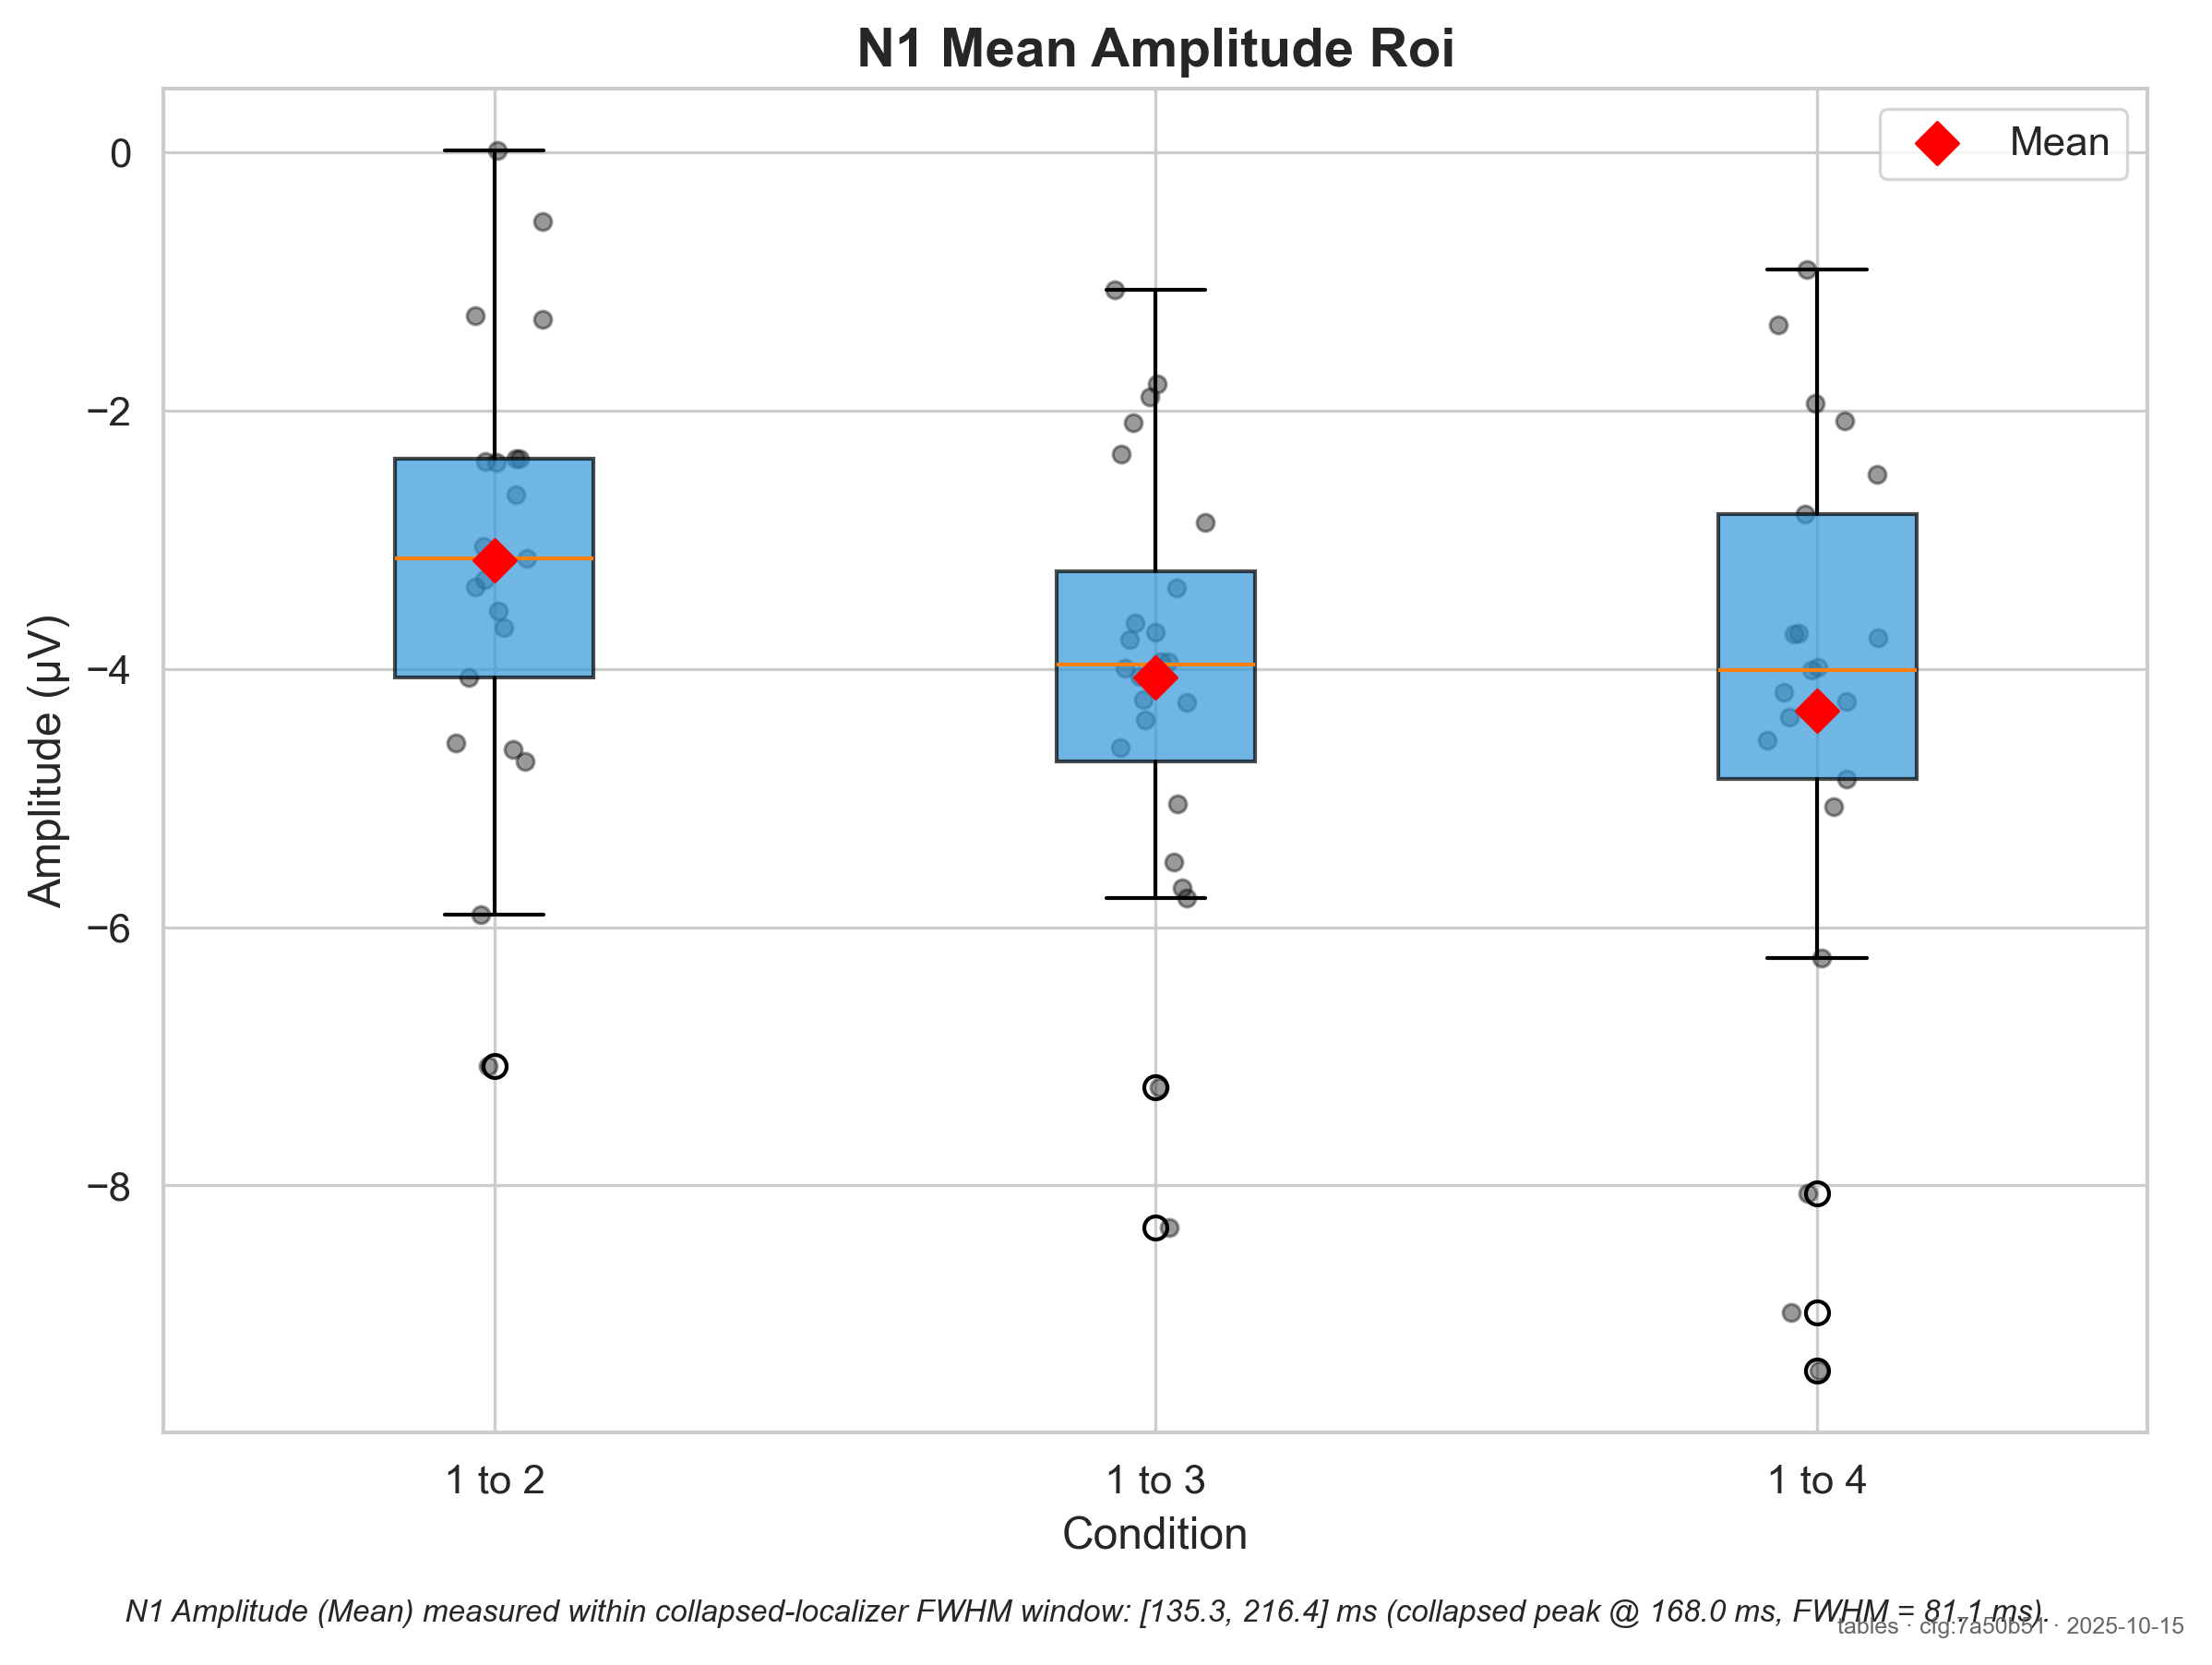 N1 Mean Amplitude Roi
Mean
0
−2
−4
−6
−8
Amplitude (µV)
1 to 2
1 to 3
1 to 4
Condition
N1 Amplitude (Mean) measured within collapsed-localizer FWHM window: [135.3, 216.4] ms (collapsed peak @ 168.0 ms, FWHM = 81.1 ms).
tables · cfg:7a50b51 · 2025-10-15